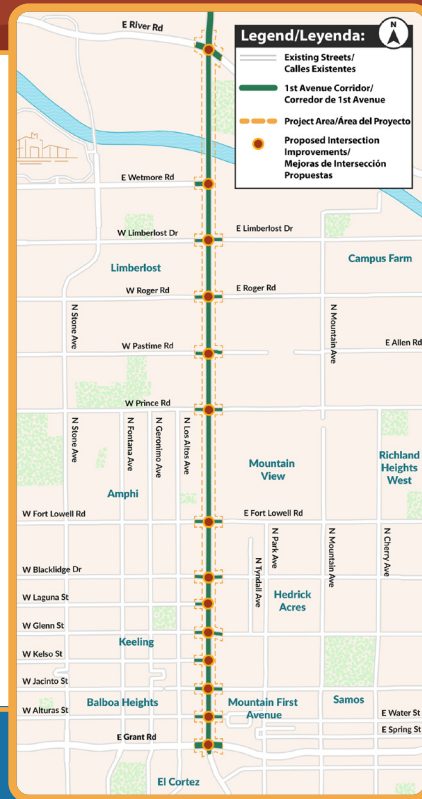 E River Rd
Legend/Leyenda:
N
Existing Streets/
Calles Existentes
1st Avenue Corridor/
Corredor de 1st Avenue
Project Area/Área del Proyecto
Proposed Intersection
Improvements/
Mejoras de Intersección
Propuestas
E Wetmore Rd
W Limberlost Dr
E Limberlost Dr
Limberlost
Campus Farm
W Roger Rd
E Roger Rd
N Stone Ave
N Mountain Ave
W Pastime Rd
E Allen Rd
W Prince Rd
N Stone Ave
N Fontana Ave
N Geronimo Ave
N Los Altos Ave
Mountain
View
Richland
Heights
West
Amphi
W Fort Lowell Rd
E Fort Lowell Rd
N Park Ave
N Mountain Ave
N Cherry Ave
N Tyndall Ave
W Blacklidge Dr
W Laguna St
Hedrick
Acres
W Glenn St
Keeling
W Kelso St
W Jacinto St
Balboa Heights
Mountain First
Avenue
Samos
W Alturas St
E Water St
E Spring St
E Grant Rd
El Cortez